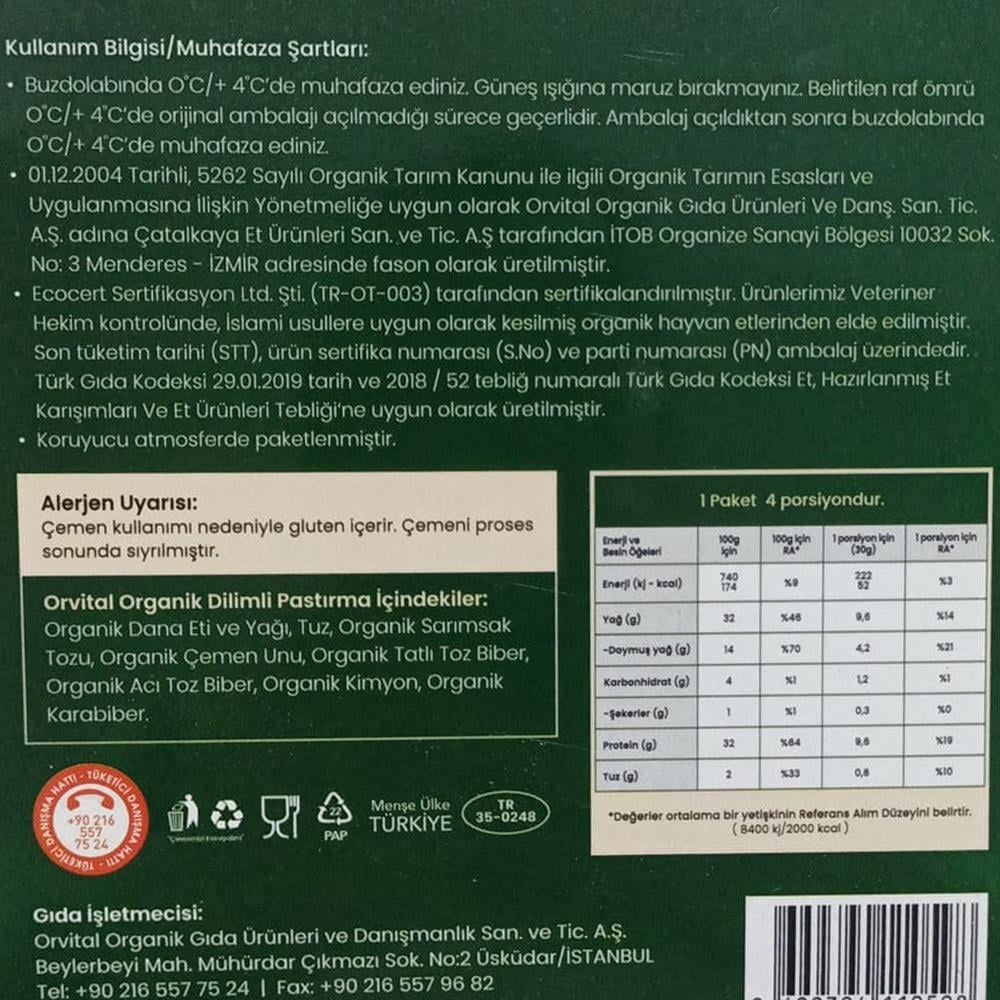 Kullanım Bilgisi/Muhafaza Şartları:
• Buzdolabında 0°C/+ 4°C'de muhafaza ediniz. Güneş ışığına maruz bırakmayınız. Belirtilen raf ömrü
0°C/+ 4°C'de orijinal ambalajı açılmadığı sürece geçerlidir. Ambalaj açıldıktan sonra buzdolabında
0°C/+ 4°C'de muhafaza ediniz.
• 01.12.2004 Tarihli, 5262 Sayılı Organik Tarım Kanunu ile ilgili Organik Tarımın Esasları ve
Uygulanmasına İlişkin Yönetmeliğe uygun olarak Orvital Organik Gıda Ürünleri Ve Danş. San. Tic.
A.Ş. adına Çatalkaya Et Ürünleri San. ve Tic. A.Ş tarafından İTOB Organize Sanayi Bölgesi 10032 Sok.
No: 3 Menderes - İZMİR adresinde fason olarak üretilmiştir.
• Ecocert Sertifikasyon Ltd. Şti. (TR-OT-003) tarafından sertifikalandırılmıştır. Ürünlerimiz Veteriner
Hekim kontrolünde, İslami usullere uygun olarak kesilmiş organik hayvan etlerinden elde edilmiştir.
Son tüketim tarihi (STT), ürün sertifika numarası (S.No) ve parti numarası (PN) ambalaj üzerindedir.
Türk Gıda Kodeksi 29.01.2019 tarih ve 2018 / 52 tebliğ numaralı Türk Gıda Kodeksi Et, Hazırlanmış Et
Karışımları Ve Et Ürünleri Tebliği'ne uygun olarak üretilmiştir.
• Koruyucu atmosferde paketlenmiştir.
Alerjen Uyarısı:
Çemen kullanımı nedeniyle gluten içerir. Çemeni proses
sonunda sıyrılmıştır.
Orvital Organik Dilimli Pastırma İçindekiler:
Organik Dana Eti ve Yağı, Tuz, Organik Sarımsak
Tozu, Organik Çemen Unu, Organik Tatlı Toz Biber,
Organik Acı Toz Biber, Organik Kimyon, Organik
Karabiber.
1 Paket 4 porsiyondur.
Enerji ve Besin Öğeleri 100g için 100g için RA* 1 porsiyon için (30g) 1 porsiyon için RA*
Enerji (kj - kcal) 740 174 %9 222 52 %3
Yağ (g) 32 %46 9,6 %14
-Doymuş yağ (g) 14 %70 4,2 %21
Karbonhidrat (g) 4 %1 1,2 %1
-Şekerler (g) 1 %1 0,3 %0
Protein (g) 32 %64 9,6 %19
Tuz (g) 2 %33 0,6 %10
*Değerler ortalama bir yetişkinin Referans Alım Düzeyini belirtir.
( 8400 kj/2000 kcal )
TÜKETİCİ DANIŞMA HATTI - TÜKETİCİ DANIŞMA HATTI -
+90 216
557
75 24
22
PAP
Menşe Ülke
TÜRKİYE
TR
35-0248
Gıda İşletmecisi:
Orvital Organik Gıda Ürünleri ve Danışmanlık San. ve Tic. A.Ş.
Beylerbeyi Mah. Mühürdar Çıkmazı Sok. No:2 Üsküdar/İSTANBUL
Tel: +90 216 557 75 24 | Fax: +90 216 557 96 82